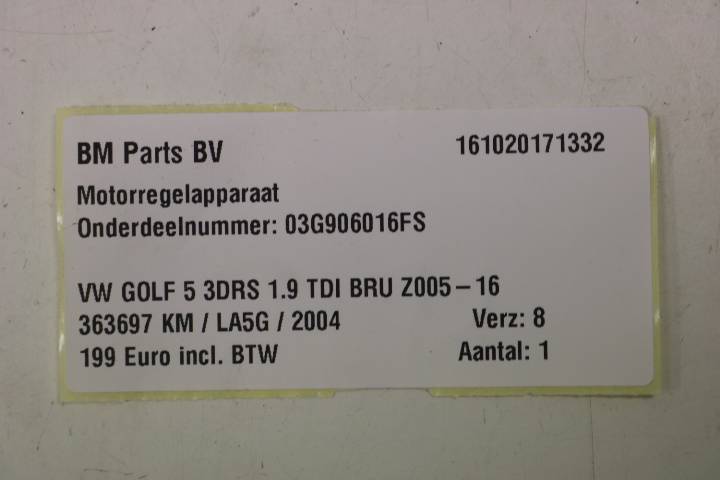 BM Parts BV 161020171332
Motorregelapparaat
Onderdeelnummer: 03G906016FS
VW GOLF 5 3DRS 1.9 TDI BRU Z005-16
363697 KM / LA5G / 2004 Verz: 8
199 Euro incl. BTW Aantal: 1